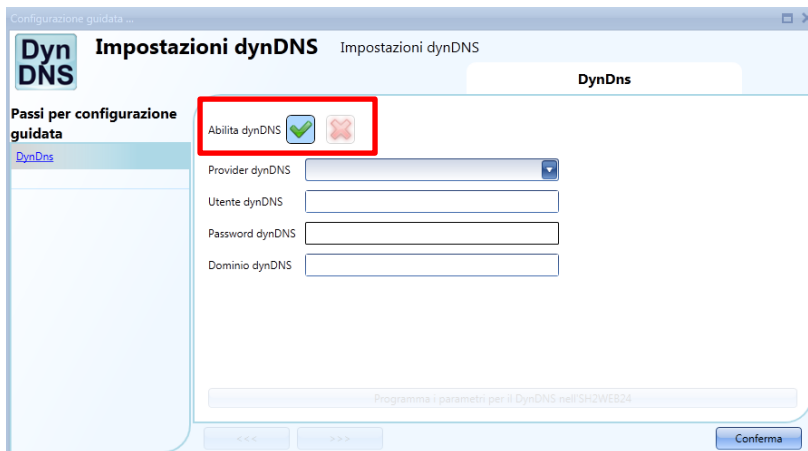 Configurazione guidata ...
Dyn
DNS
Impostazioni dynDNS
Impostazioni dynDNS
DynDns
Passi per configurazione
guidata
DynDns
Abilita dynDNS
Provider dynDNS
Utente dynDNS
Password dynDNS
Dominio dynDNS
Programma i parametri per il DynDNS nell'SH2WEB24
<<<
>>>
Conferma